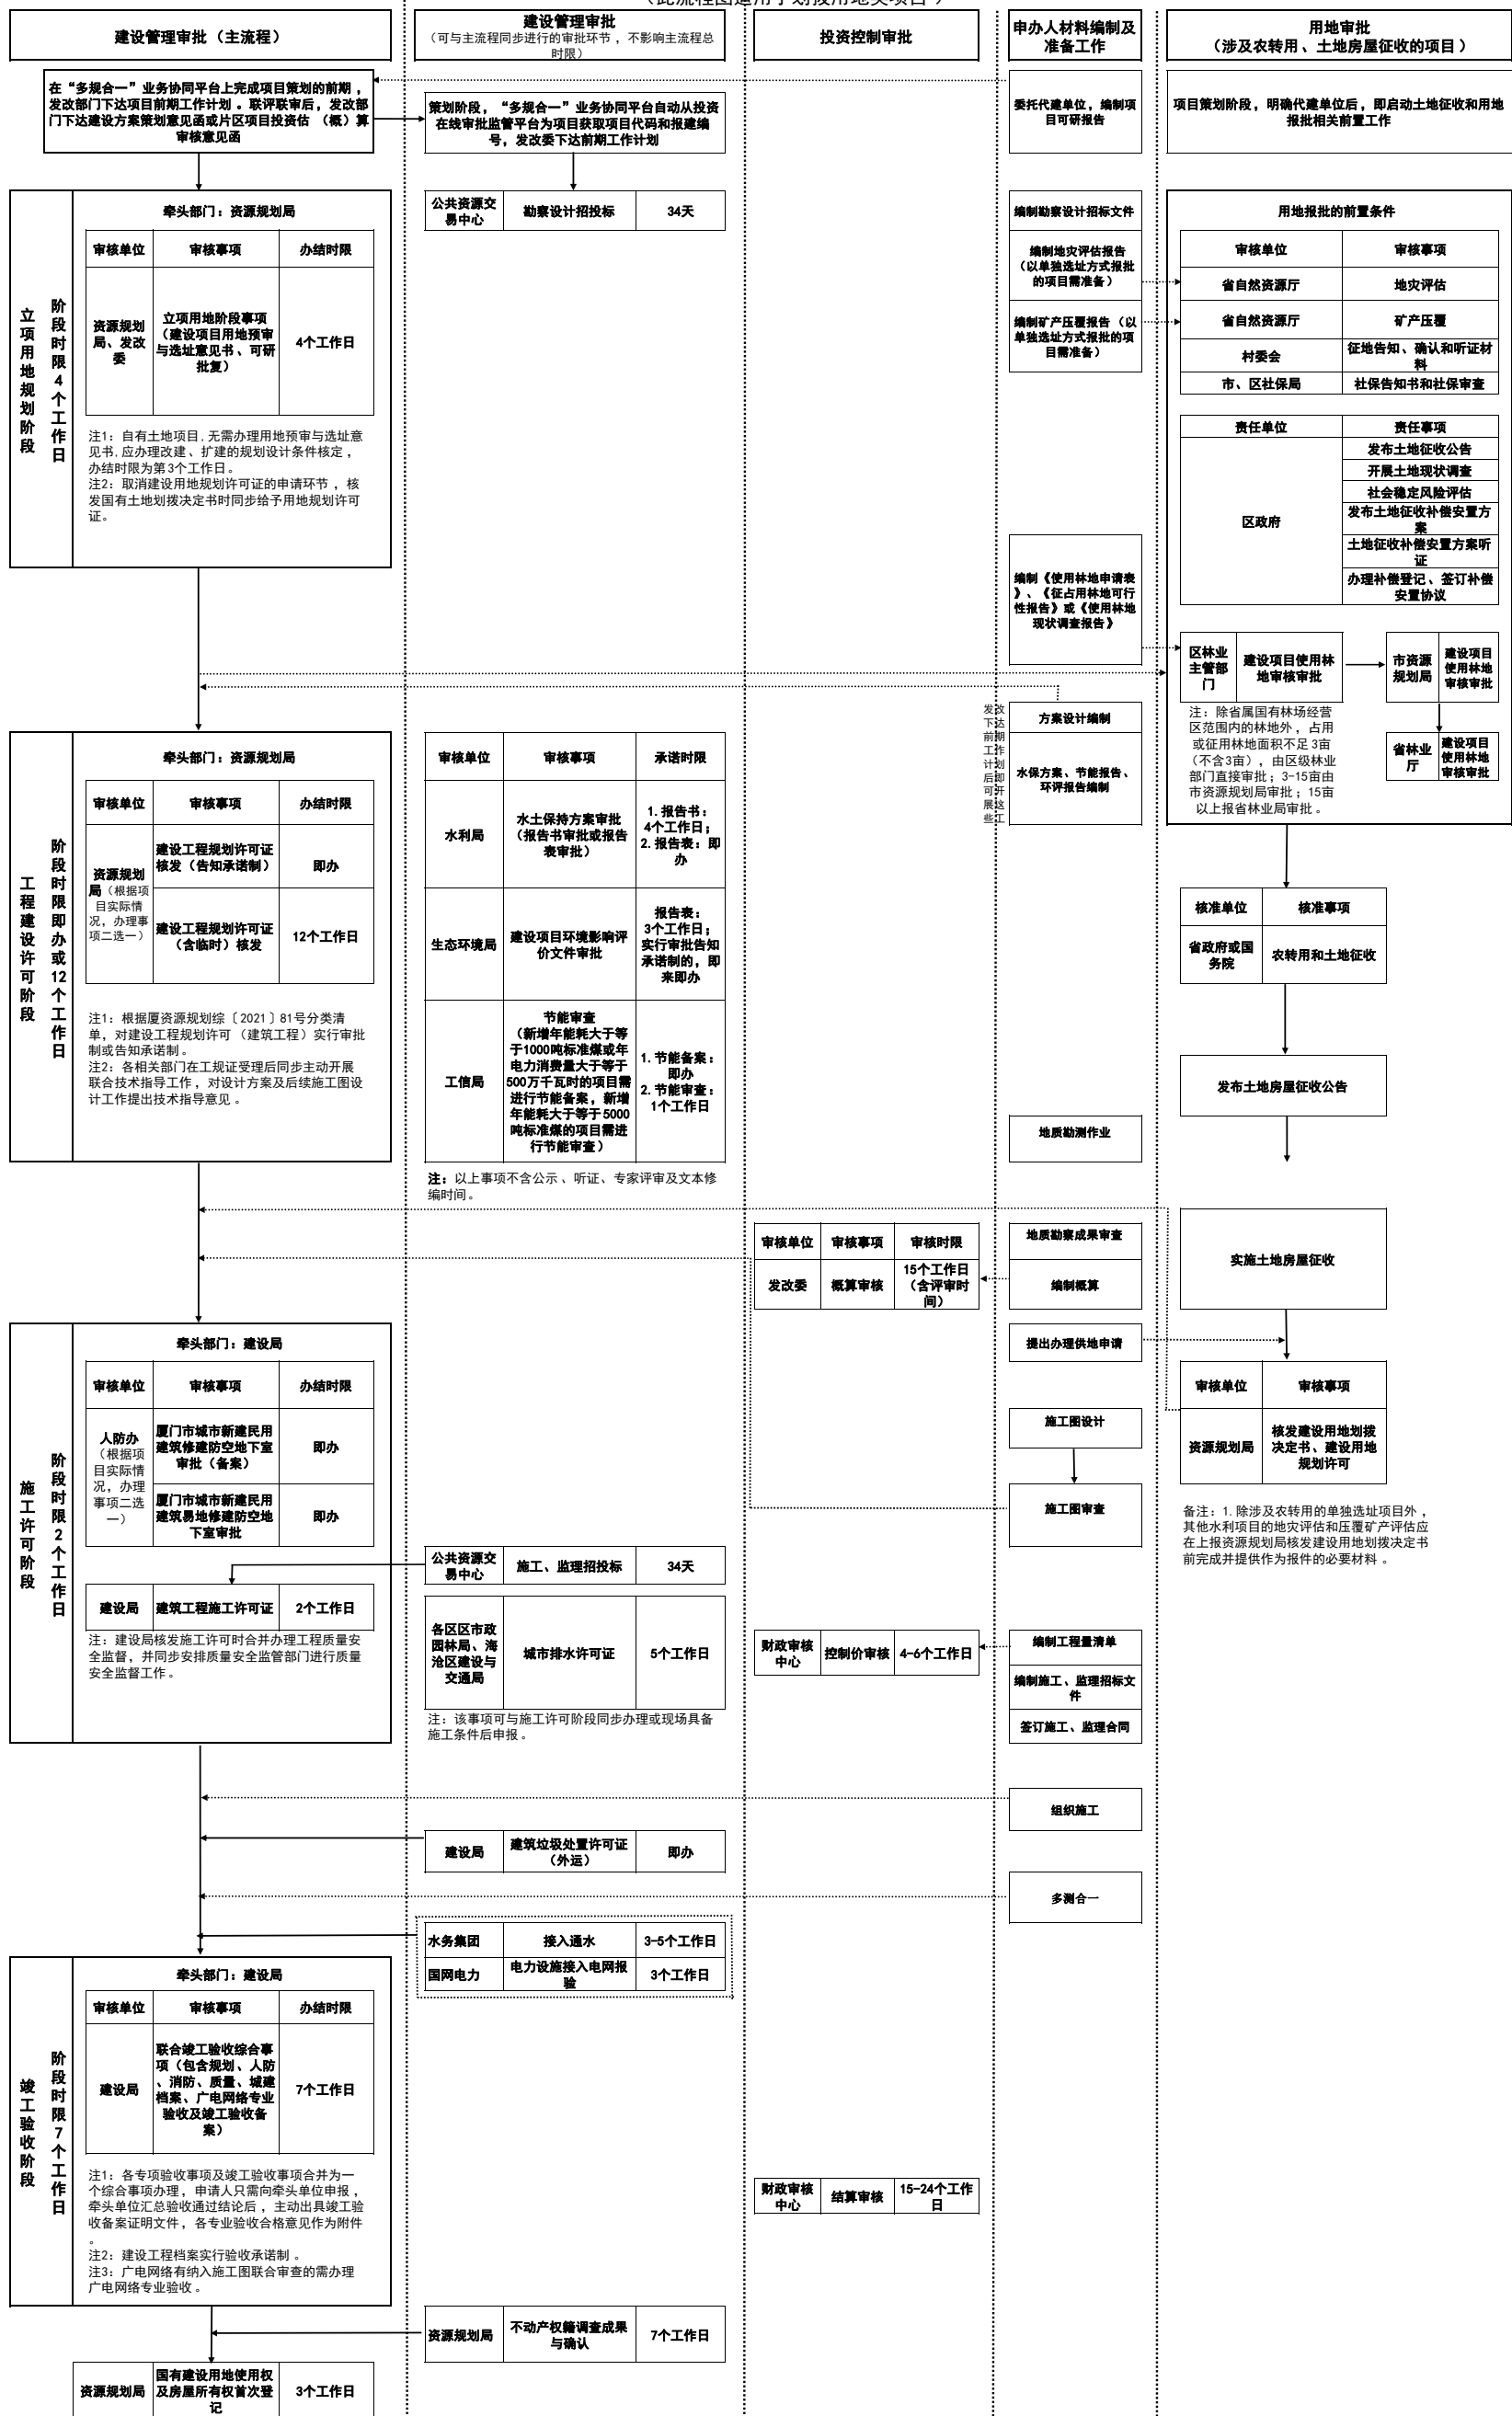 （此流程图适用于划拨用地类项目）
建设管理审批（主流程）
建设管理审批
（可与主流程同步进行的审批环节，不影响主流程总
时限）
投资控制审批
申办人材料编制及
准备工作
用地审批
（涉及农转用、土地房屋征收的项目）
在“多规合一”业务协同平台上完成项目策划的前期，
发改部门下达项目前期工作计划。联评联审后，发改部
门下达建设方案策划意见函或片区项目投资估（概）算
审核意见函
策划阶段，“多规合一”业务协同平台自动从投资
在线审批监管平台为项目获取项目代码和报建编
号，发改委下达前期工作计划
委托代建单位，编制项
目可研报告
项目策划阶段，明确代建单位后，即启动土地征收和用地
报批相关前置工作
立项用地规划阶段
阶段时限4个工作日
牵头部门：资源规划局
审核单位
审核事项
办结时限
资源规划
局、发改
委
立项用地阶段事项
（建设项目用地预审
与选址意见书、可研
批复）
4个工作日
注1：自有土地项目,无需办理用地预审与选址意
见书,应办理改建、扩建的规划设计条件核定，
办结时限为第3个工作日。
注2：取消建设用地规划许可证的申请环节，核
发国有土地划拨决定书时同步给予用地规划许可
证。
公共资源交
易中心
勘察设计招投标
34天
编制勘察设计招标文件
编制地灾评估报告
（以单独选址方式报批
的项目需准备）
编制矿产压覆报告（以
单独选址方式报批的项
目需准备）
编制《使用林地申请表
》、《征占用林地可行
性报告》或《使用林地
现状调查报告》
用地报批的前置条件
审核单位
审核事项
省自然资源厅
地灾评估
省自然资源厅
矿产压覆
村委会
征地告知、确认和听证材
料
市、区社保局
社保告知书和社保审查
责任单位
责任事项
区政府
发布土地征收公告
开展土地现状调查
社会稳定风险评估
发布土地征收补偿安置方
案
土地征收补偿安置方案听
证
办理补偿登记、签订补偿
安置协议
区林业
主管部
门
建设项目使用林
地审核审批
市资源
规划局
建设项目
使用林地
审核审批
省林业
厅
建设项目
使用林地
审核审批
注：除省属国有林场经营
区范围内的林地外，占用
或征用林地面积不足3亩
（不含3亩），由区级林业
部门直接审批；3-15亩由
市资源规划局审批；15亩
以上报省林业局审批。
发改
下达
前期
工作
计划
后即
可开
展这
些工
方案设计编制
水保方案、节能报告、
环评报告编制
工程建设许可阶段
阶段时限即办或12个工作日
牵头部门：资源规划局
审核单位
审核事项
办结时限
资源规划
局（根据项
目实际情
况，办理事
项二选一）
建设工程规划许可证
核发（告知承诺制）
即办
建设工程规划许可证
（含临时）核发
12个工作日
注1：根据厦资源规划综〔2021〕81号分类清
单，对建设工程规划许可（建筑工程）实行审批
制或告知承诺制。
注2：各相关部门在工规证受理后同步主动开展
联合技术指导工作，对设计方案及后续施工图设
计工作提出技术指导意见。
审核单位
审核事项
承诺时限
水利局
水土保持方案审批
（报告书审批或报告
表审批）
1.报告书：
4个工作日；
2.报告表：即
办
生态环境局
建设项目环境影响评
价文件审批
报告表：
3个工作日；
实行审批告知
承诺制的，即
来即办
工信局
节能审查
（新增年能耗大于等
于1000吨标准煤或年
电力消费量大于等于
500万千瓦时的项目需
进行节能备案，新增
年能耗大于等于5000
吨标准煤的项目需进
行节能审查）
1.节能备案：
即办
2.节能审查：
1个工作日
注：以上事项不含公示、听证、专家评审及文本修
编时间。
地质勘测作业
核准单位
核准事项
省政府或国
务院
农转用和土地征收
发布土地房屋征收公告
实施土地房屋征收
审核单位
审核事项
审核时限
发改委
概算审核
15个工作日
（含评审时
间）
地质勘察成果审查
编制概算
提出办理供地申请
施工图设计
施工图审查
审核单位
审核事项
资源规划局
核发建设用地划拨
决定书、建设用地
规划许可
备注：1.除涉及农转用的单独选址项目外，
其他水利项目的地灾评估和压覆矿产评估应
在上报资源规划局核发建设用地划拨决定书
前完成并提供作为报件的必要材料。
施工许可阶段
阶段时限2个工作日
牵头部门：建设局
审核单位
审核事项
办结时限
人防办
（根据项
目实际情
况，办理
事项二选
一）
厦门市城市新建民用
建筑修建防空地下室
审批（备案）
即办
厦门市城市新建民用
建筑易地修建防空地
下室审批
即办
建设局
建筑工程施工许可证
2个工作日
注：建设局核发施工许可时合并办理工程质量安
全监督，并同步安排质量安全监管部门进行质量
安全监督工作。
公共资源交
易中心
施工、监理招投标
34天
各区区市政
园林局、海
沧区建设与
交通局
城市排水许可证
5个工作日
注：该事项可与施工许可阶段同步办理或现场具备
施工条件后申报。
财政审核
中心
控制价审核
4-6个工作日
编制工程量清单
编制施工、监理招标文
件
签订施工、监理合同
组织施工
建设局
建筑垃圾处置许可证
（外运）
即办
多测合一
水务集团
接入通水
3-5个工作日
国网电力
电力设施接入电网报
验
3个工作日
竣工验收阶段
阶段时限7个工作日
牵头部门：建设局
审核单位
审核事项
办结时限
建设局
联合竣工验收综合事
项（包含规划、人防
、消防、质量、城建
档案、广电网络专业
验收及竣工验收备
案）
7个工作日
注1：各专项验收事项及竣工验收事项合并为一
个综合事项办理，申请人只需向牵头单位申报，
牵头单位汇总验收通过结论后，主动出具竣工验
收备案证明文件，各专业验收合格意见作为附件
。
注2：建设工程档案实行验收承诺制。
注3：广电网络有纳入施工图联合审查的需办理
广电网络专业验收。
财政审核
中心
结算审核
15-24个工作
日
资源规划局
不动产权籍调查成果
与确认
7个工作日
资源规划局
国有建设用地使用权
及房屋所有权首次登
记
3个工作日